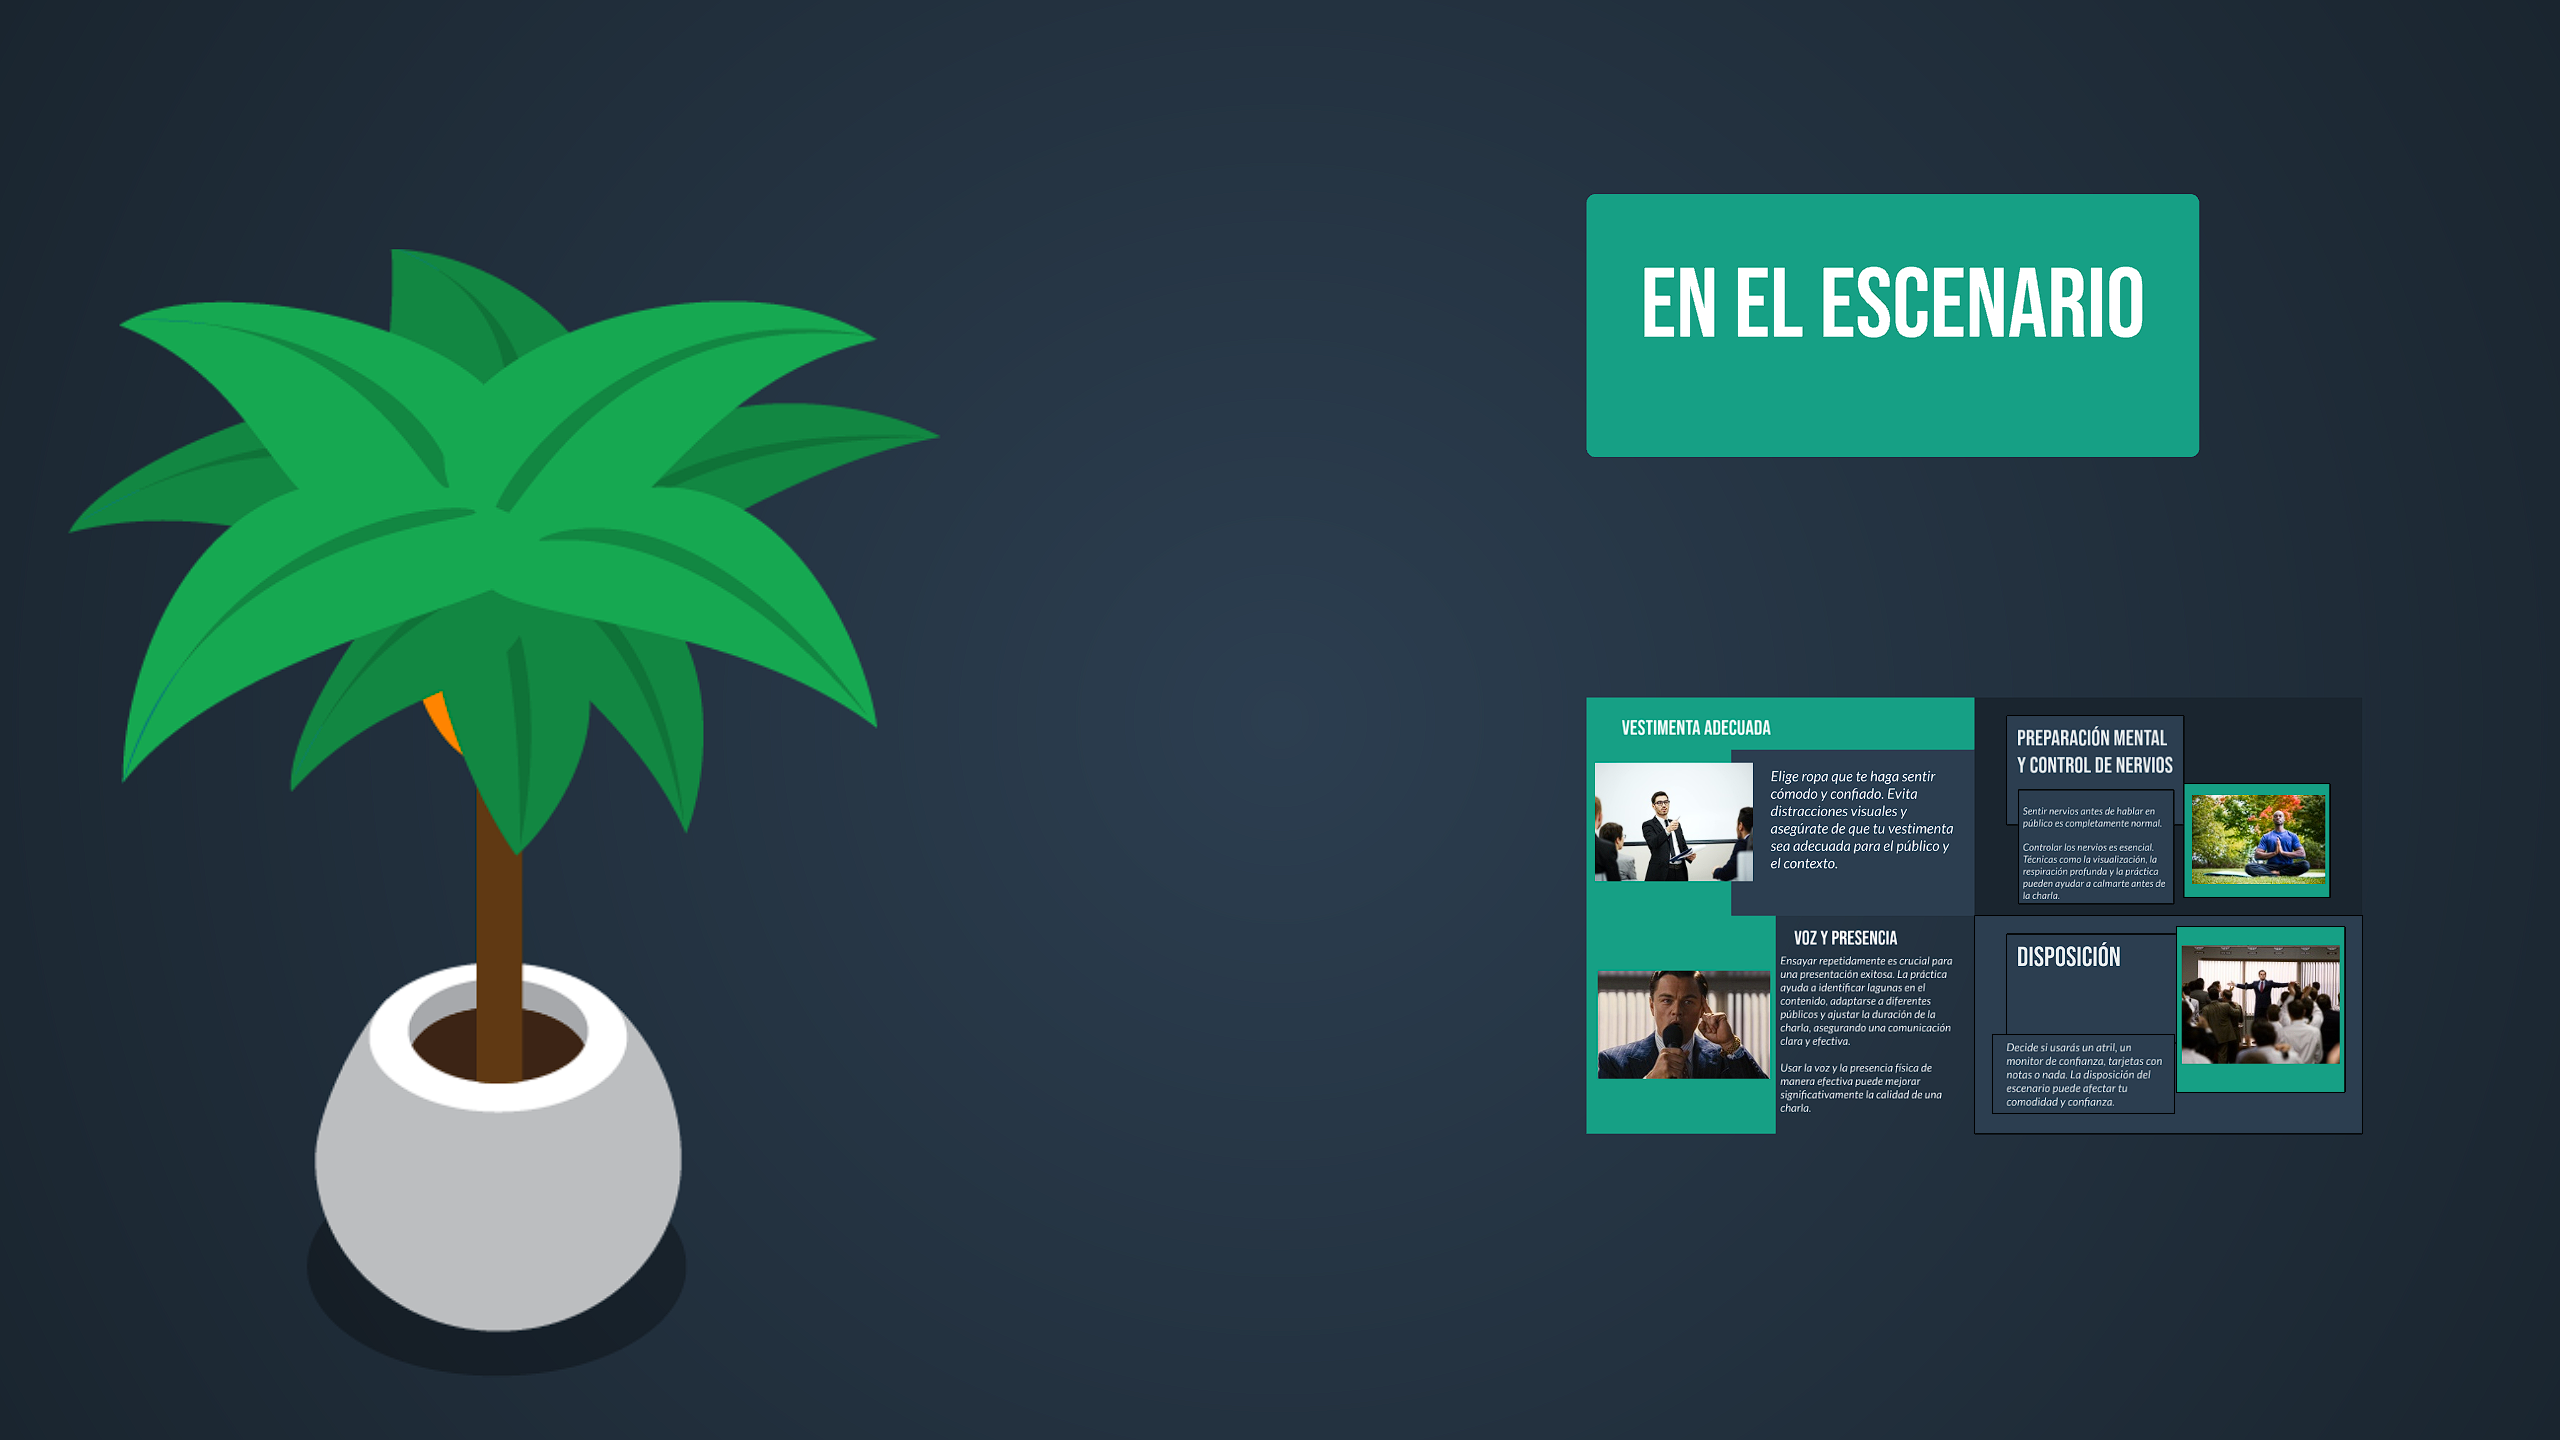 EN EL ESCENARIO
VESTIMENTA ADECUADA
Elige ropa que te haga sentir
cómodo y confiado. Evita
distracciones visuales y
asegúrate de que tu vestimenta
sea adecuada para el público y
el contexto.
PREPARACIÓN MENTAL
Y CONTROL DE NERVIOS
Sentir nervios antes de hablar en
público es completamente normal.
Controlar los nervios es esencial.
Técnicas como la visualización, la
respiración profunda y la práctica
pueden ayudar a calmarte antes de
la charla.
VOZ Y PRESENCIA
Ensayar repetidamente es crucial para
una presentación exitosa. La práctica
ayuda a identificar lagunas en el
contenido, adaptarse a diferentes
públicos y ajustar la duración de la
charla, asegurando una comunicación
clara y efectiva.
Usar la voz y la presencia física de
manera efectiva puede mejorar
significativamente la calidad de una
charla.
DISPOSICIÓN
Decide si usarás un atril, un
monitor de confianza, tarjetas con
notas o nada. La disposición del
escenario puede afectar tu
comodidad y confianza.